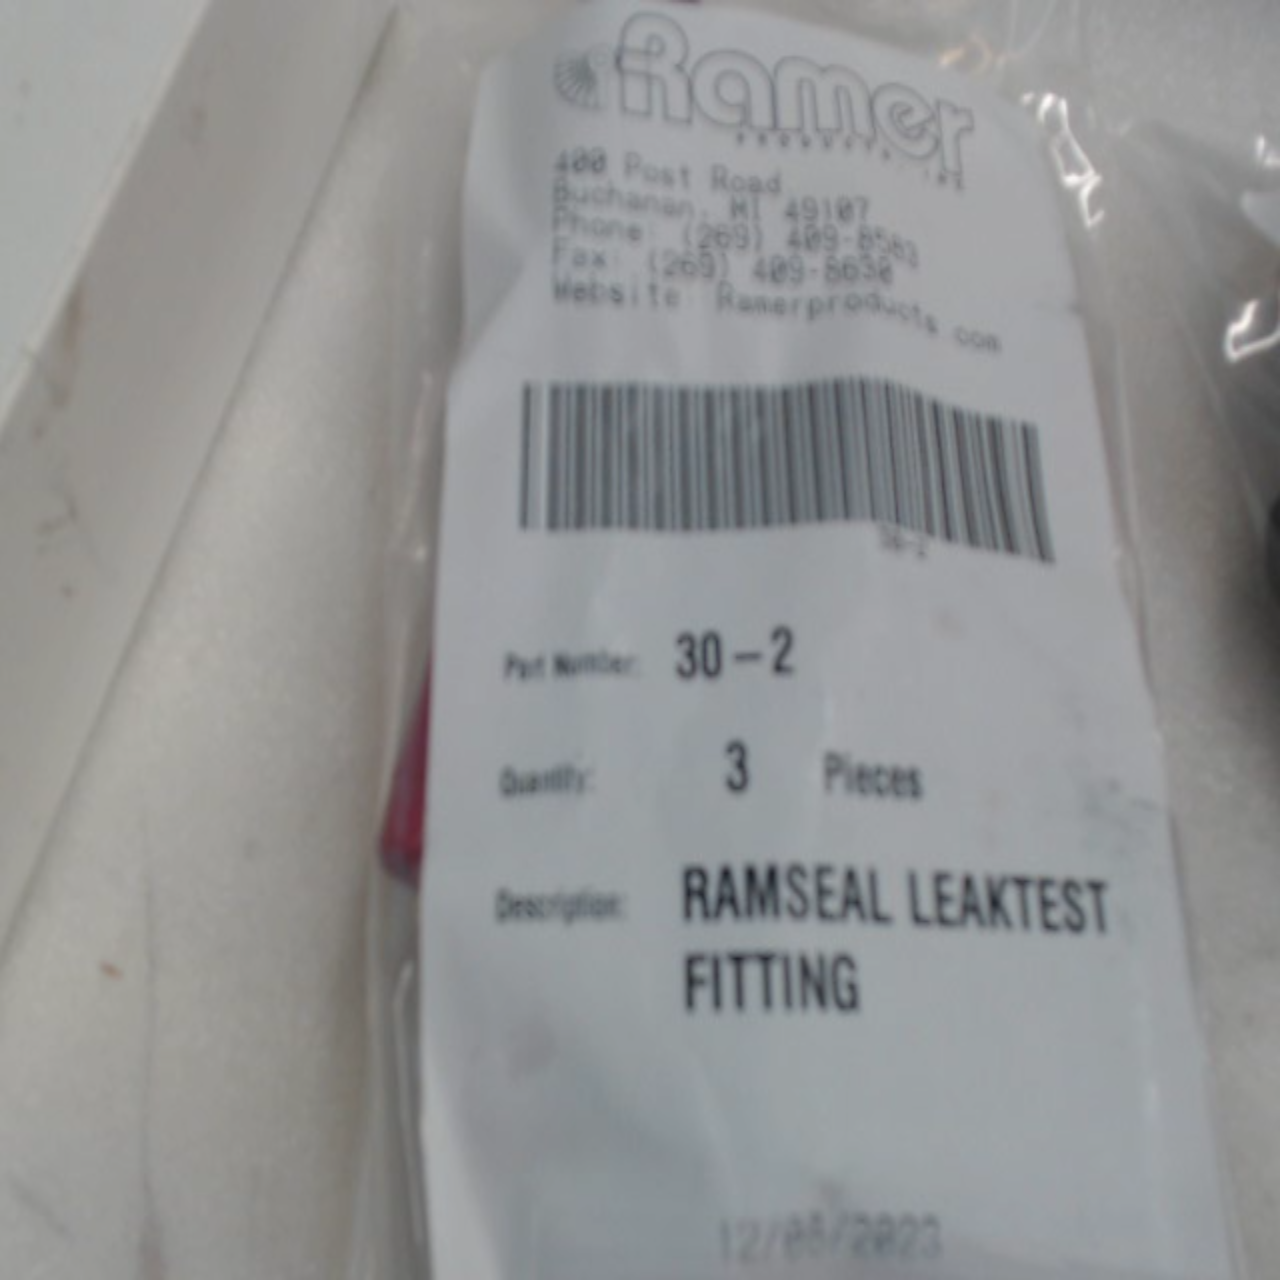 Ramer
PRODUCTS, INC
400 Post Road
Buchanan, MI 49107
Phone: (269) 409-8583
Fax: (269) 409-8630
Website: Ramerproducts.com
30-2
Part Number: 30-2
Quantity: 3 Pieces
Description: RAMSEAL LEAKTEST
FITTING
12/06/2023